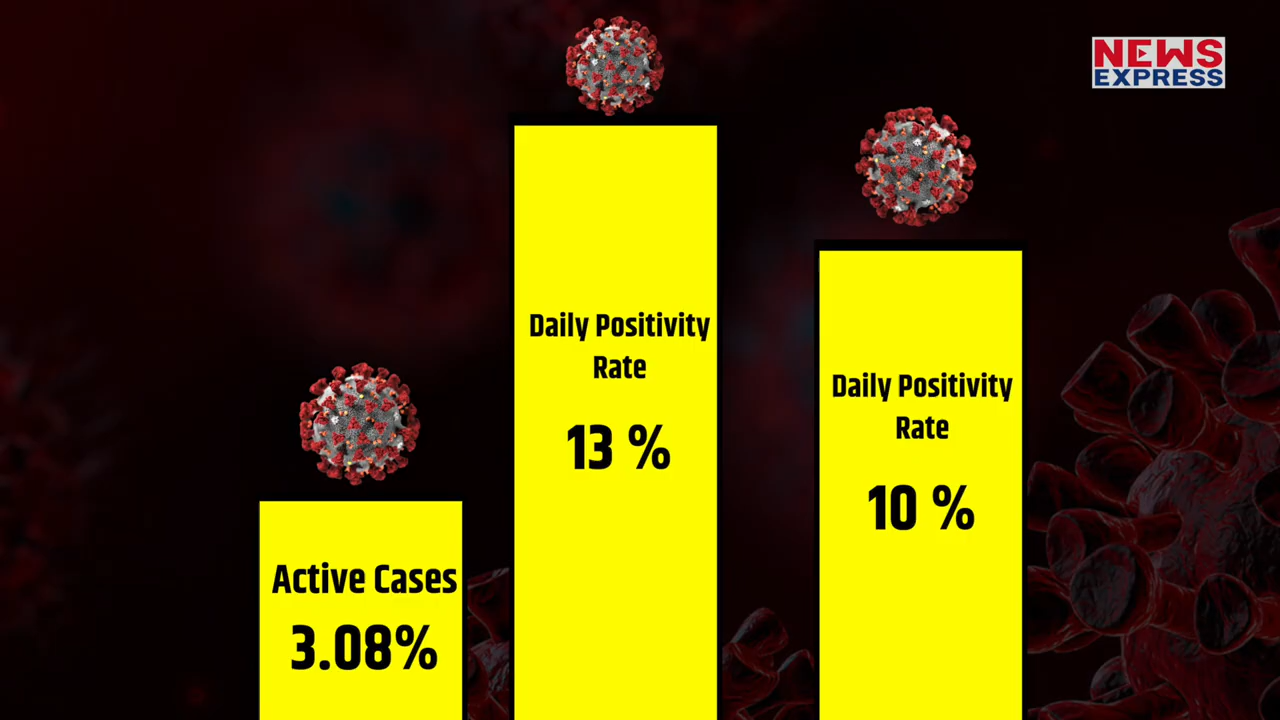 NEWS
EXPRESS
Daily Positivity
Rate
13 %
Daily Positivity
Rate
10 %
Active Cases
3.08%